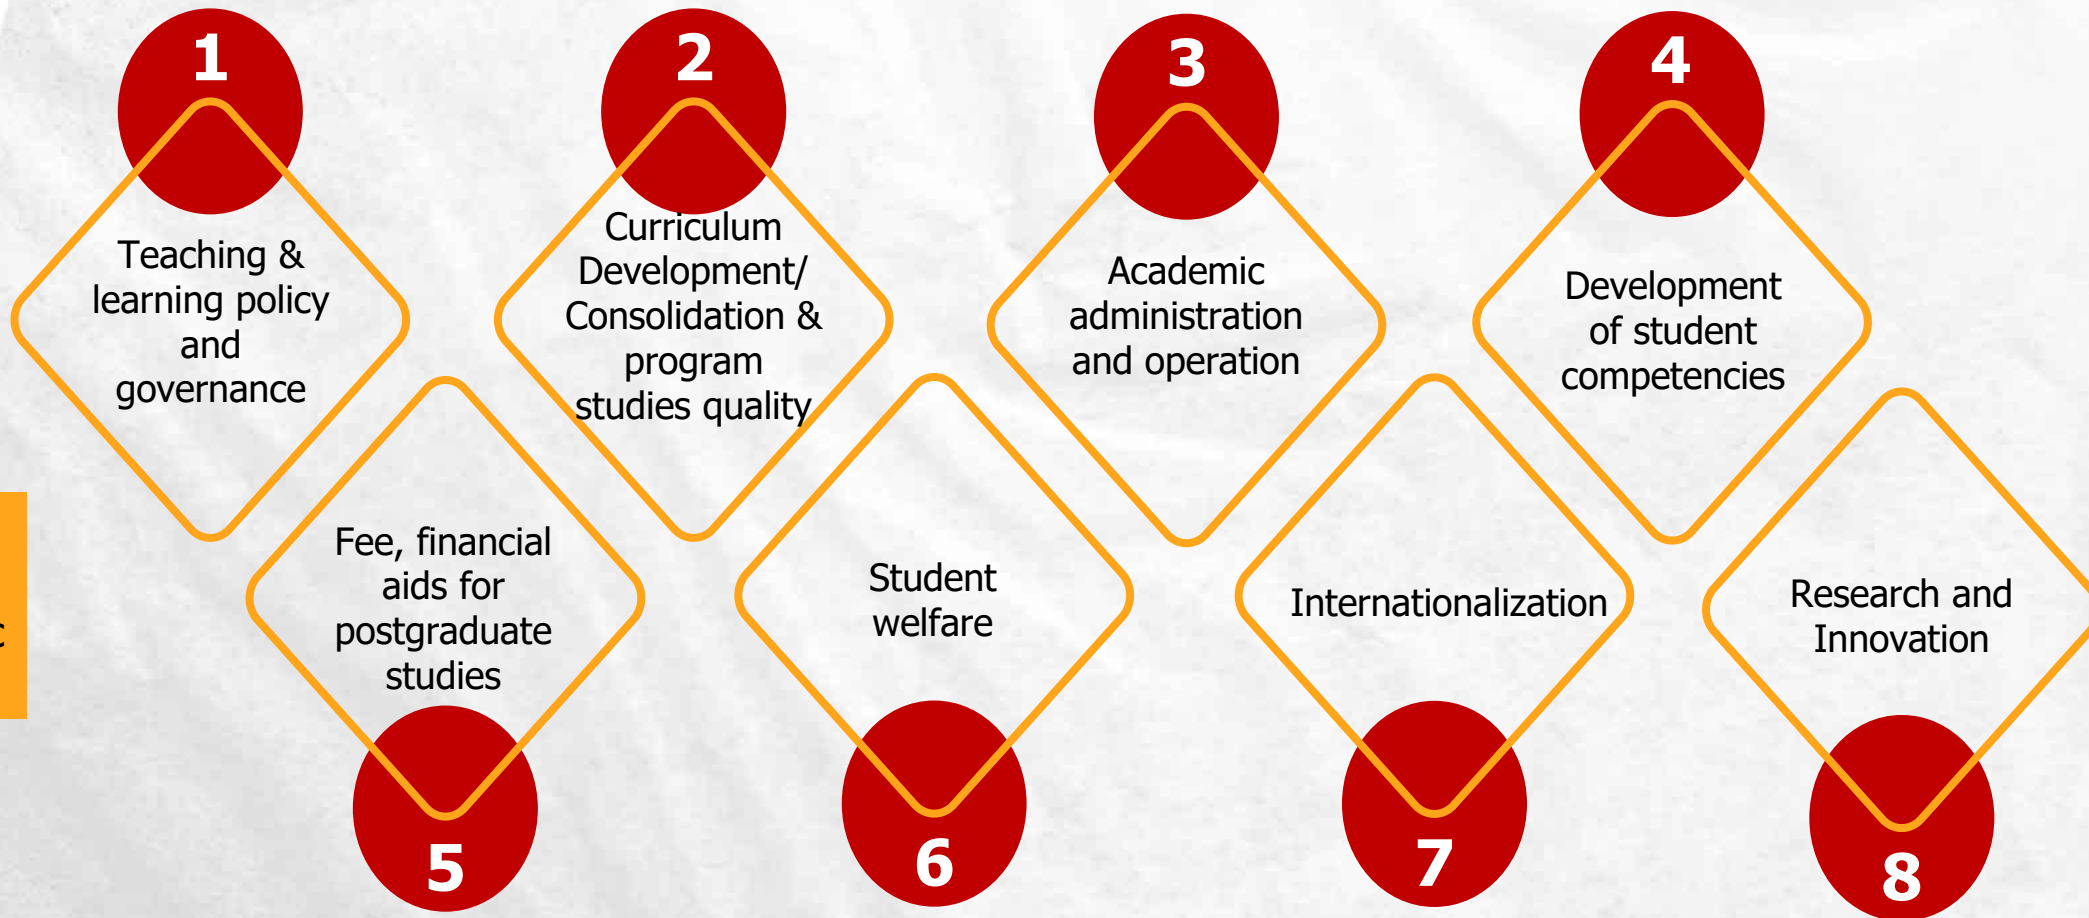 1
Teaching &
learning policy
and
governance
2
Curriculum
Development/
Consolidation &
program
studies quality
3
Academic
administration
and operation
4
Development
of student
competencies
Fee, financial
aids for
postgraduate
studies
5
Student
welfare
6
Internationalization
7
Research and
Innovation
8